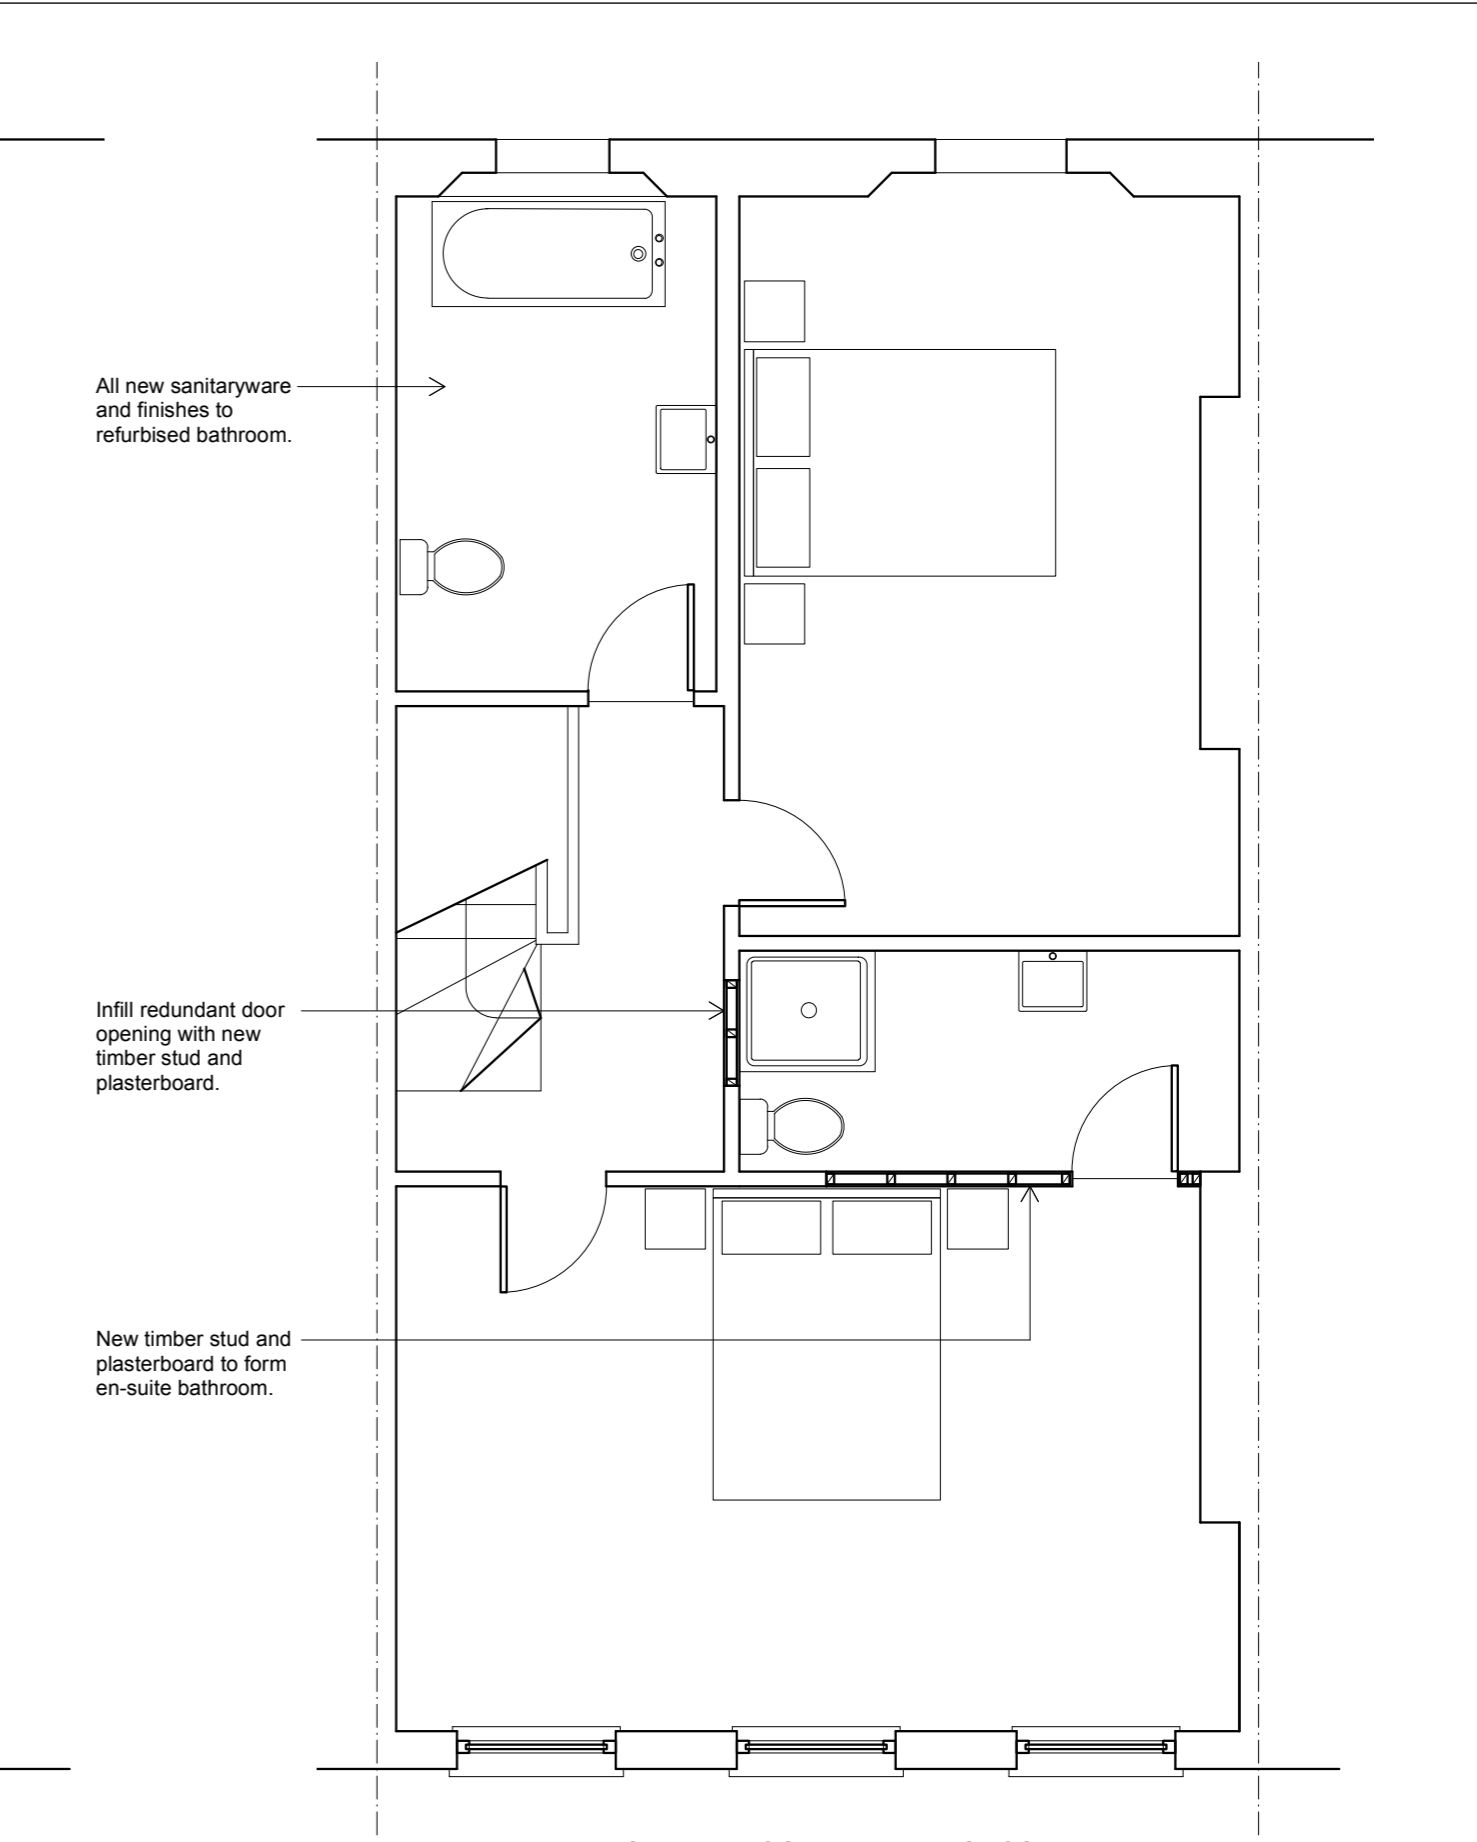 All new sanitaryware
and finishes to
refurbised bathroom.
Infill redundant door
opening with new
timber stud and
plasterboard.
New timber stud and
plasterboard to form
en-suite bathroom.